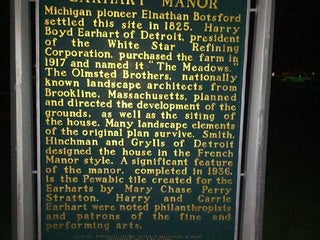 EARHART MANOR
Michigan pioneer Elnathan Botsford
settled this site in 1825. Harry
Boyd Earhart of Detroit, president
of the White Star Refining
Corporation, purchased the farm in
1917 and named it "The Meadows."
The Olmsted Brothers, nationally
known landscape architects from
Brookline, Massachusetts, planned
and directed the development of the
grounds, as well as the siting of
the house. Many landscape elements
of the original plan survive. Smith,
Hinchman and Grylls of Detroit
designed the house in the French
Manor style. A significant feature
of the manor, completed in 1936,
is the Pewabic tile created for the
Earharts by Mary Chase Perry
Stratton. Harry and Carrie
Earhart were noted philanthropists
and patrons of the fine and
performing arts.